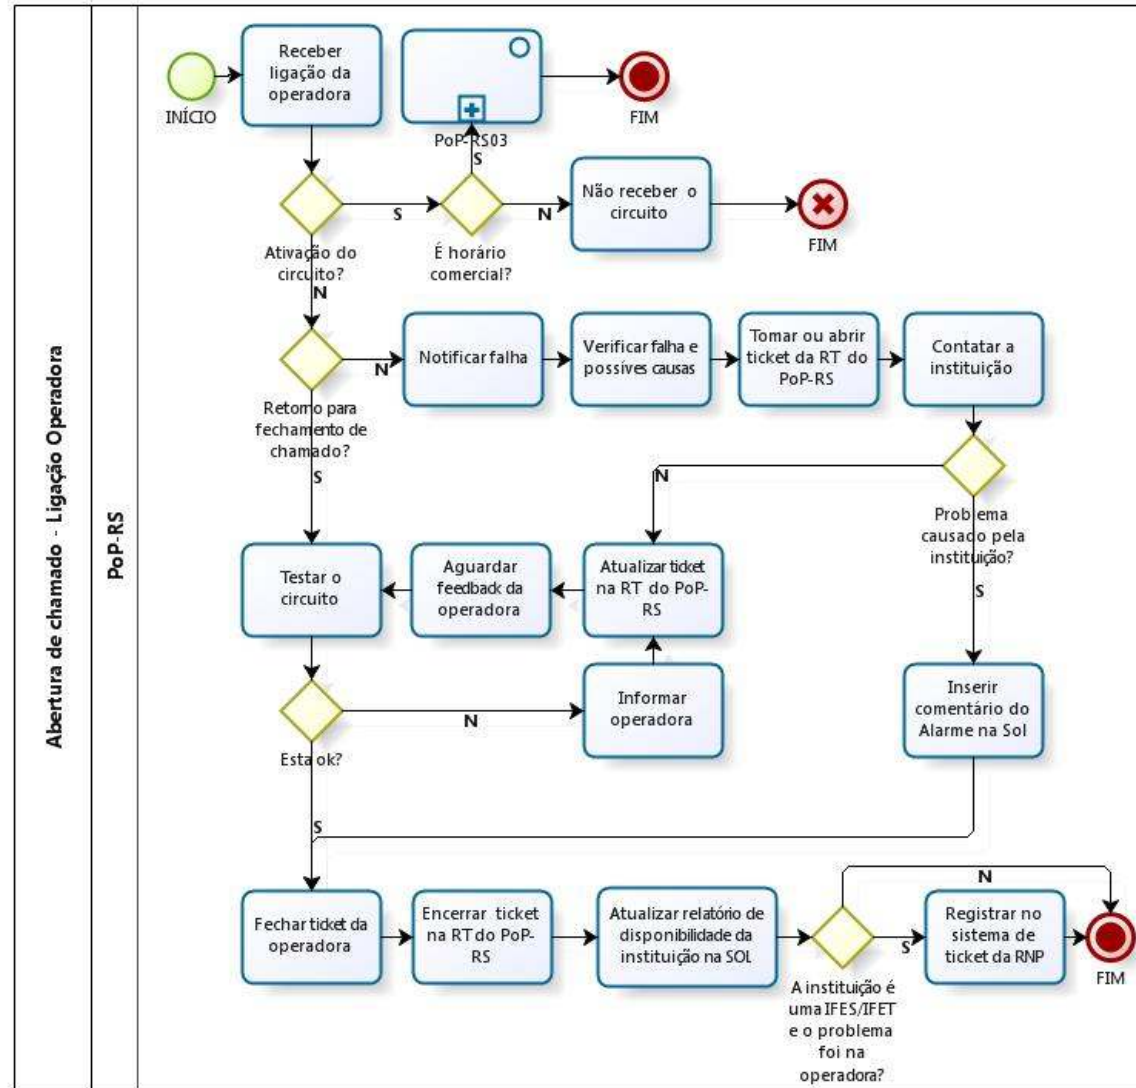 Abertura de chamado - Ligação Operadora
PoP-RS
INÍCIO
Receber
ligação da
operadora
PoP-RS03
FIM
S
Ativação do
circuito?
S
É horário
comercial?
N
Não receber o
circuito
FIM
N
Retorno para
fechamento de
chamado?
N
Notificar falha
Verificar falha e
possíves causas
Tomar ou abrir
ticket da RT do
PoP-RS
Contatar a
instituição
S
N
Problema
causado pela
instituição?
S
Testar o
circuito
Aguardar
feedback da
operadora
Atualizar ticket
na RT do PoP-
RS
Esta ok?
N
Informar
operadora
Inserir
comentário do
Alarme na Sol
S
Fechar ticket da
operadora
Encerrar ticket
na RT do PoP-
RS
Atualizar relatório de
disponibilidade da
instituição na SOL
N
S
A instituição é
uma IFES/IFET
e o problema
foi na
operadora?
Registrar no
sistema de
ticket da RNP
FIM